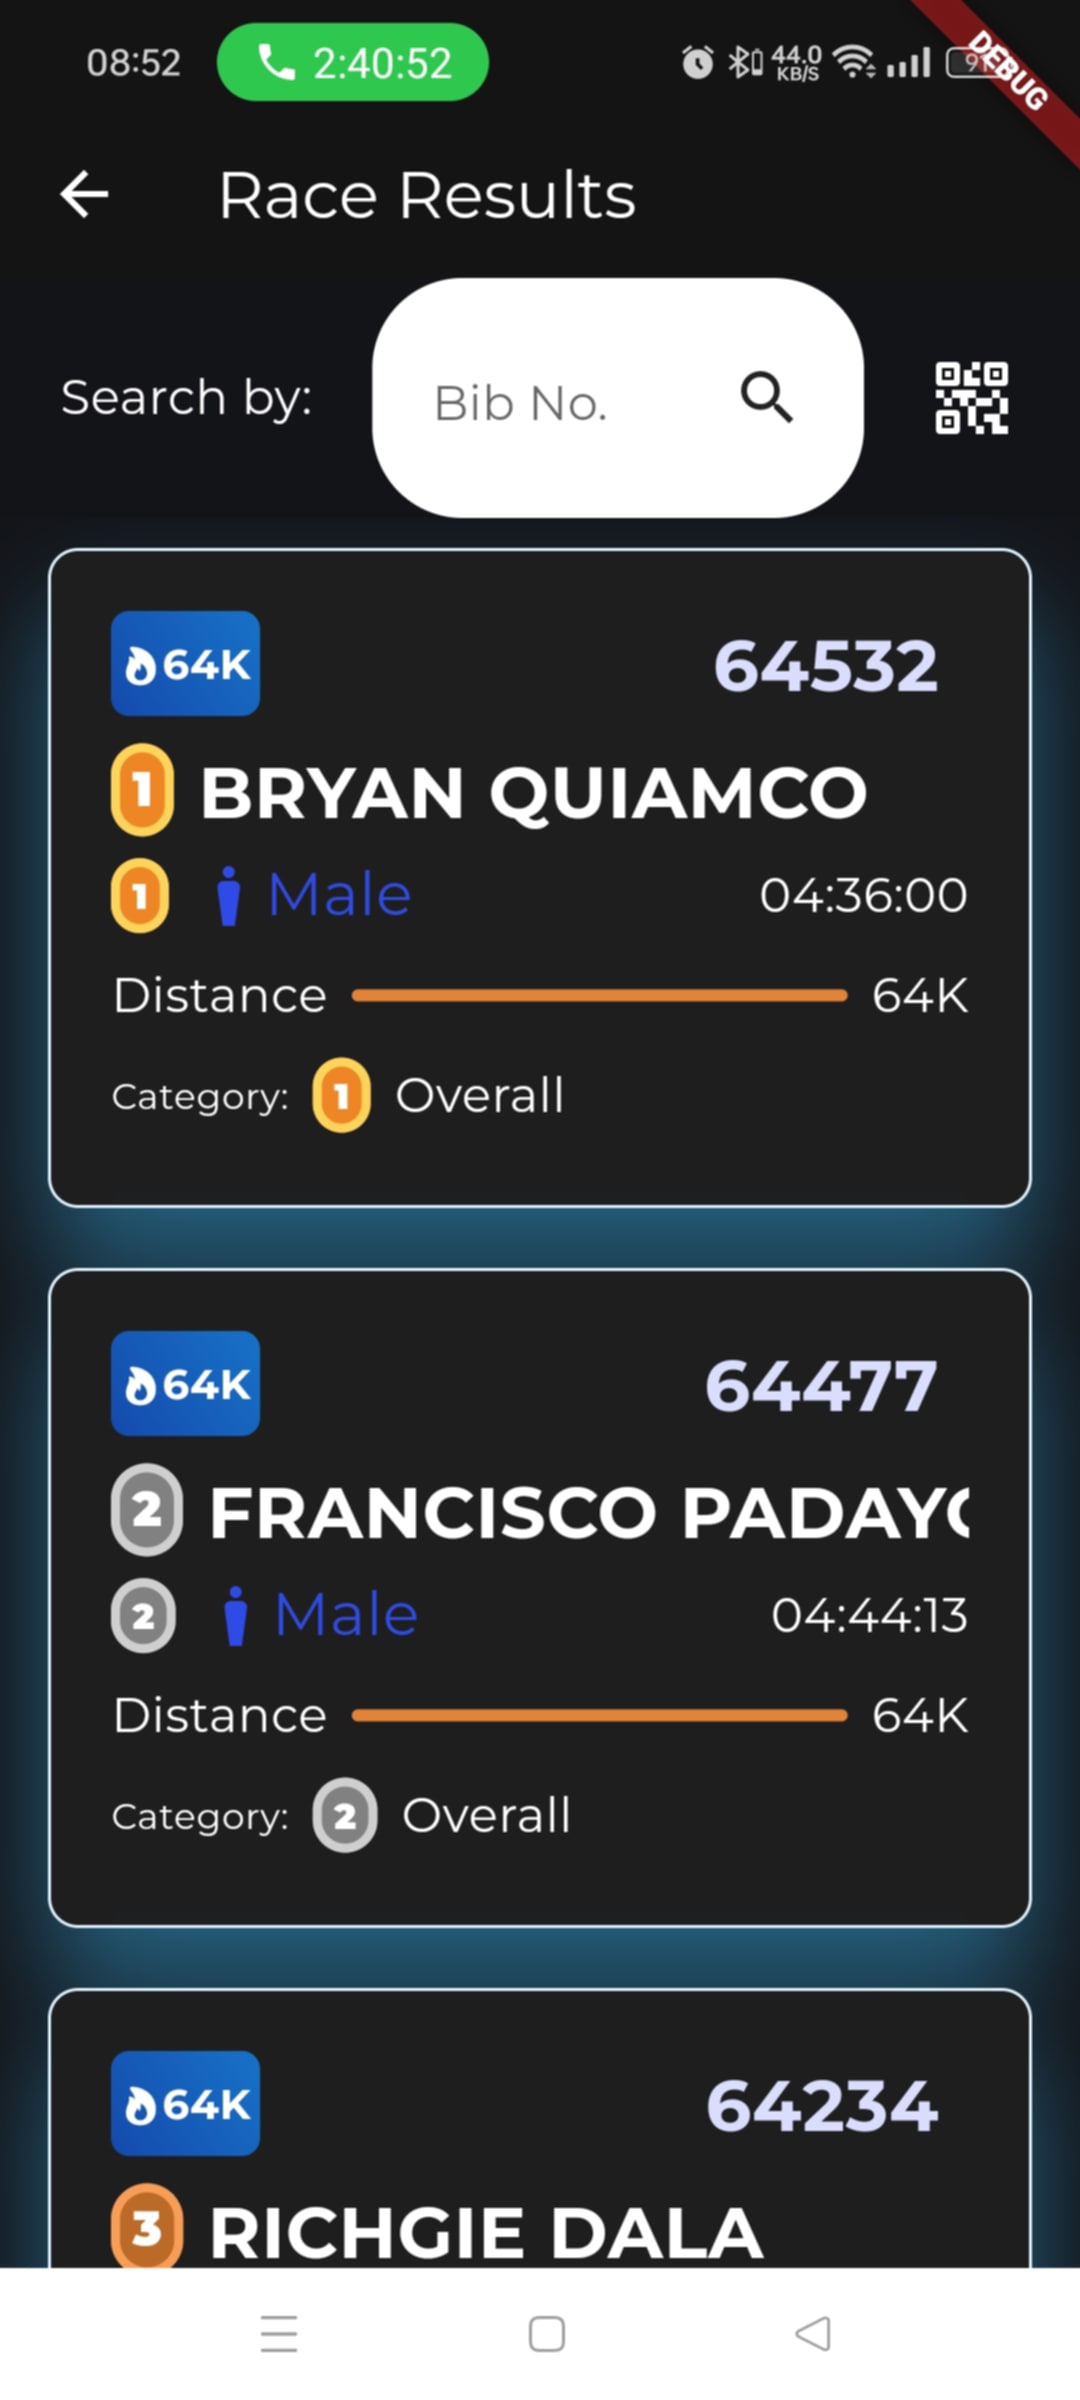 08:52 2:40:52 44.0 KB/S
DEBUG
Race Results
Search by: Bib No.
64K 64532
1 BRYAN QUIAMCO
1 Male 04:36:00
Distance 64K
Category: 1 Overall
64K 64477
2 FRANCISCO PADAY
2 Male 04:44:13
Distance 64K
Category: 2 Overall
64K 64234
3 RICHGIE DALA